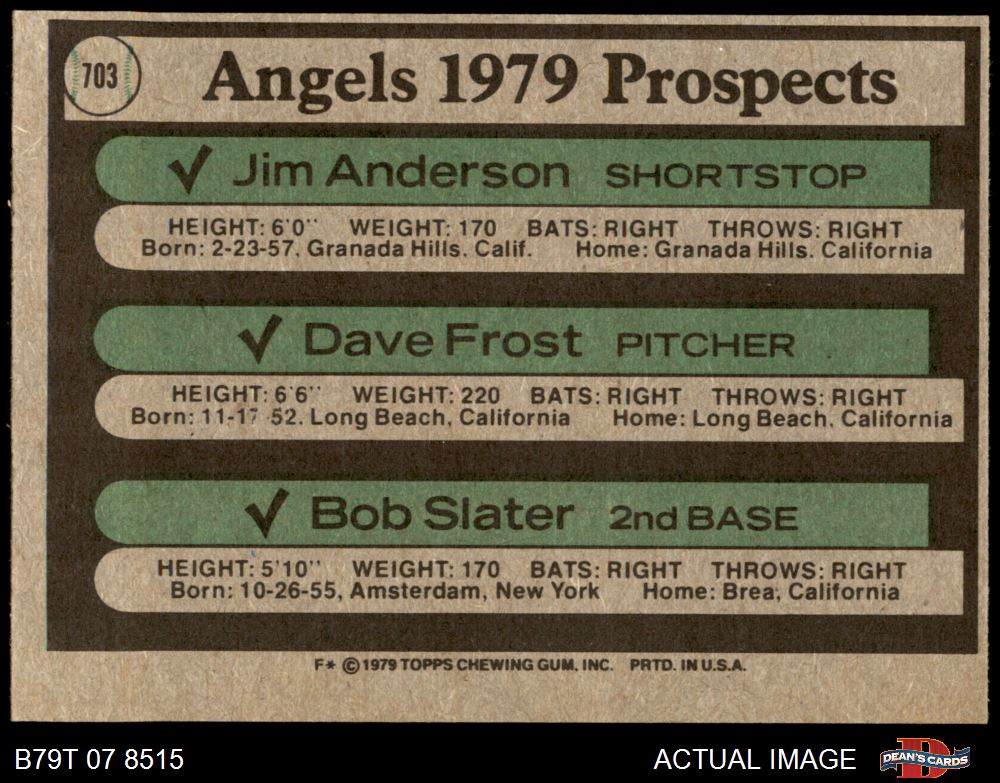 703
Angels 1979 Prospects
Jim Anderson SHORTSTOP
HEIGHT: 6'0" WEIGHT: 170 BATS: RIGHT THROWS: RIGHT
Born: 2-23-57, Granada Hills, Calif. Home: Granada Hills, California
Dave Frost PITCHER
HEIGHT: 6'6" WEIGHT: 220 BATS: RIGHT THROWS: RIGHT
Born: 11-17-52, Long Beach, California Home: Long Beach, California
Bob Slater 2nd BASE
HEIGHT: 5'10" WEIGHT: 170 BATS: RIGHT THROWS: RIGHT
Born: 10-26-55, Amsterdam, New York Home: Brea, California
F* © 1979 TOPPS CHEWING GUM, INC. PRTD. IN U.S.A.
B79T 07 8515 ACTUAL IMAGE DEAN'S CARDS